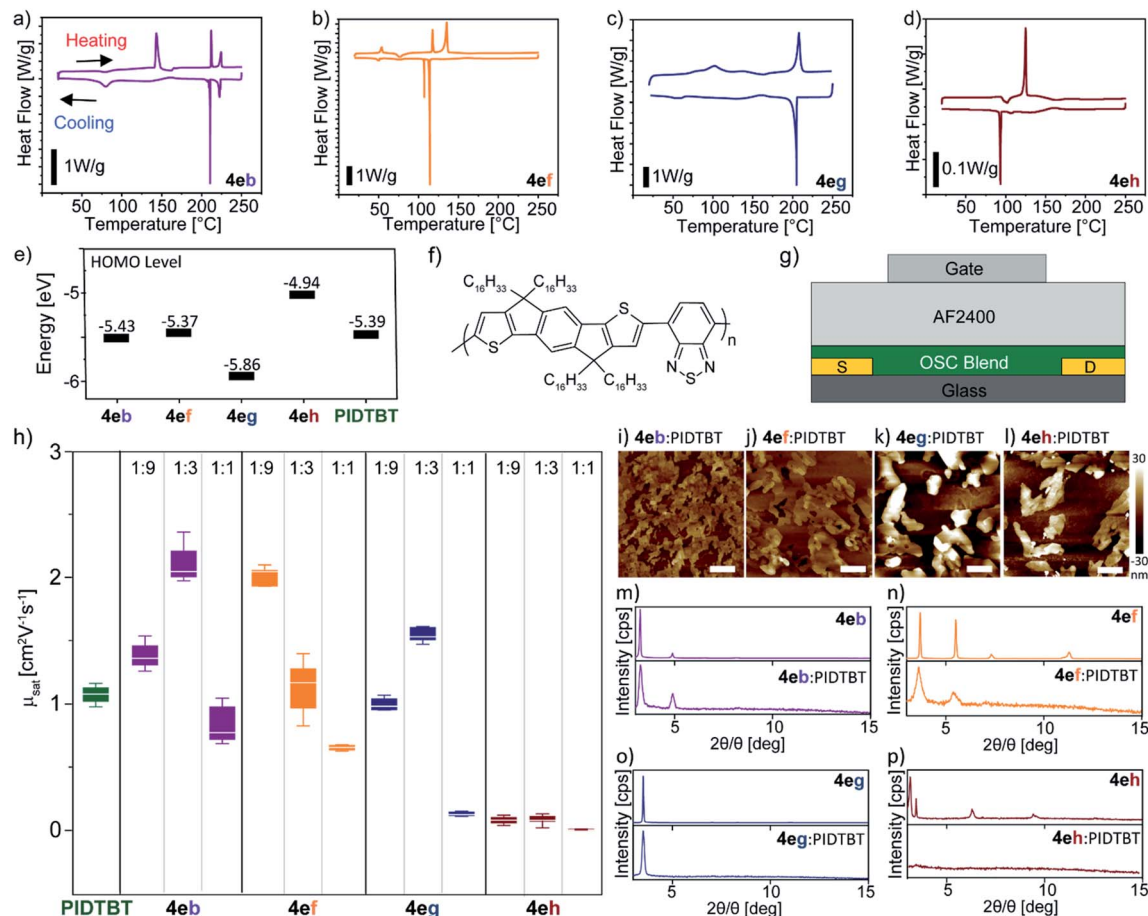 a)
Heating
Cooling
1W/g
4eb
Heat Flow [W/g]
0 50 100 150 200 250
Temperature [°C]
b)
1W/g
4ef
Heat Flow [W/g]
0 50 100 150 200 250
Temperature [°C]
c)
1W/g
4eg
Heat Flow [W/g]
0 50 100 150 200 250
Temperature [°C]
d)
0.1W/g
4eh
Heat Flow [W/g]
0 50 100 150 200 250
Temperature [°C]
e)
HOMO Level
Energy [eV]
-5
-6
-5.43
-5.37
-5.86
-4.94
-5.39
4eb 4ef 4eg 4eh PIDTBT
f)
C16H33 C16H33
S
S
n
N N
S
C16H33 C16H33
g)
Gate
AF2400
S OSC Blend D
Glass
h)
μsat [cm²V⁻¹s⁻¹]
3
2
1
0
1:9 1:3 1:1 1:9 1:3 1:1 1:9 1:3 1:1 1:9 1:3 1:1
PIDTBT 4eb 4ef 4eg 4eh
i) 4eb:PIDTBT
j) 4ef:PIDTBT
k) 4eg:PIDTBT
l) 4eh:PIDTBT
30
-30
nm
m)
4eb
4eb:PIDTBT
Intensity [cps]
5 10 15
2θ/θ [deg]
n)
4ef
4ef:PIDTBT
Intensity [cps]
5 10 15
2θ/θ [deg]
o)
4eg
4eg:PIDTBT
Intensity [cps]
5 10 15
2θ/θ [deg]
p)
4eh
4eh:PIDTBT
Intensity [cps]
5 10 15
2θ/θ [deg]